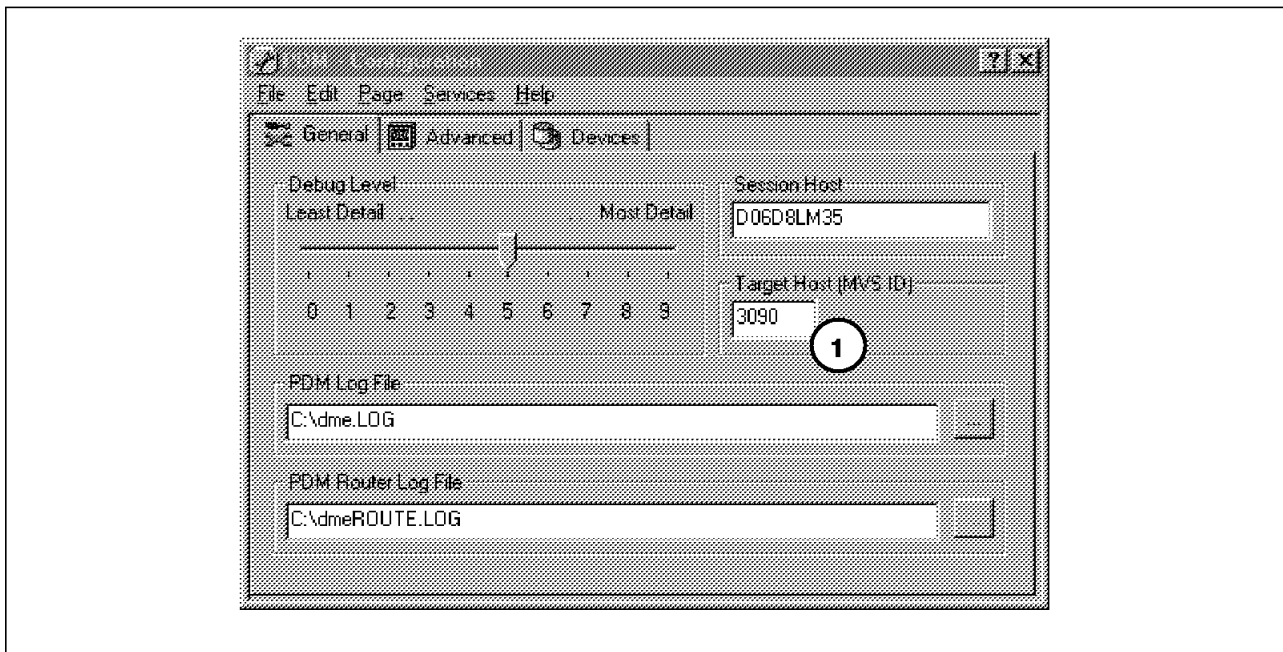 PDM - Configuration
File Edit Page Services Help
General Advanced Devices
Debug Level
Least Detail . . . . Most Detail
0 1 2 3 4 5 6 7 8 9
Session Host
D06D8LM35
Target Host (MVS ID)
3090
1
PDM Log File
C:\dme.LOG
...
PDM Router Log File
C:\dmeROUTE.LOG